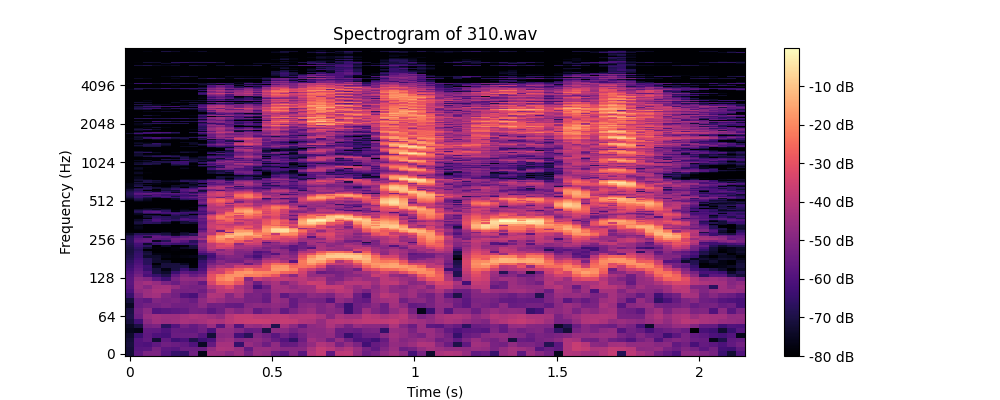 Spectrogram of 310.wav
4096
2048
1024
512
256
128
64
0
Frequency (Hz)
0
0.5
1
1.5
2
Time (s)
-10 dB
-20 dB
-30 dB
-40 dB
-50 dB
-60 dB
-70 dB
-80 dB